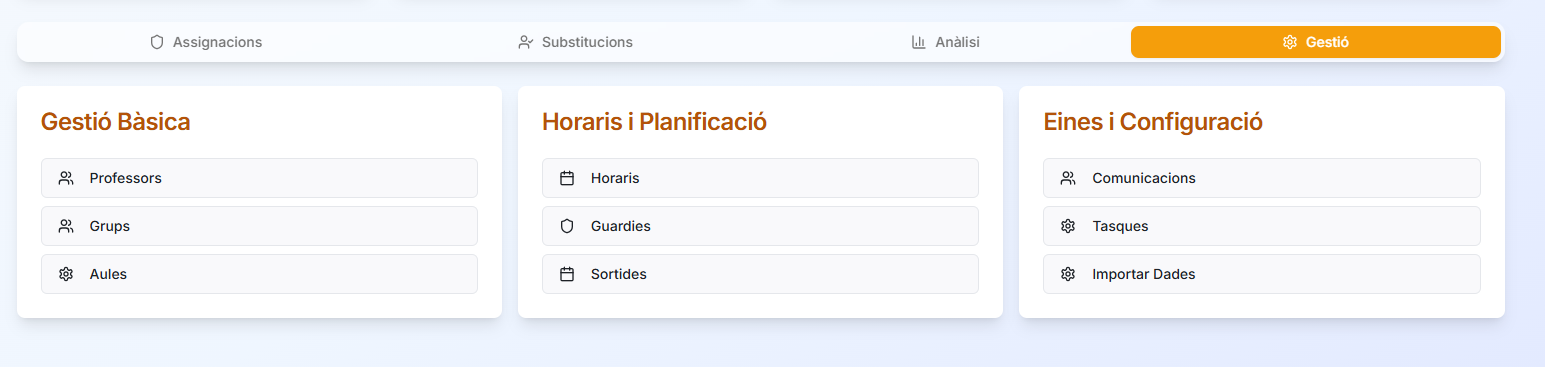 Assignacions
Substitucions
Anàlisi
Gestió
Gestió Bàsica
Professors
Grups
Aules
Horaris i Planificació
Horaris
Guardies
Sortides
Eines i Configuració
Comunicacions
Tasques
Importar Dades